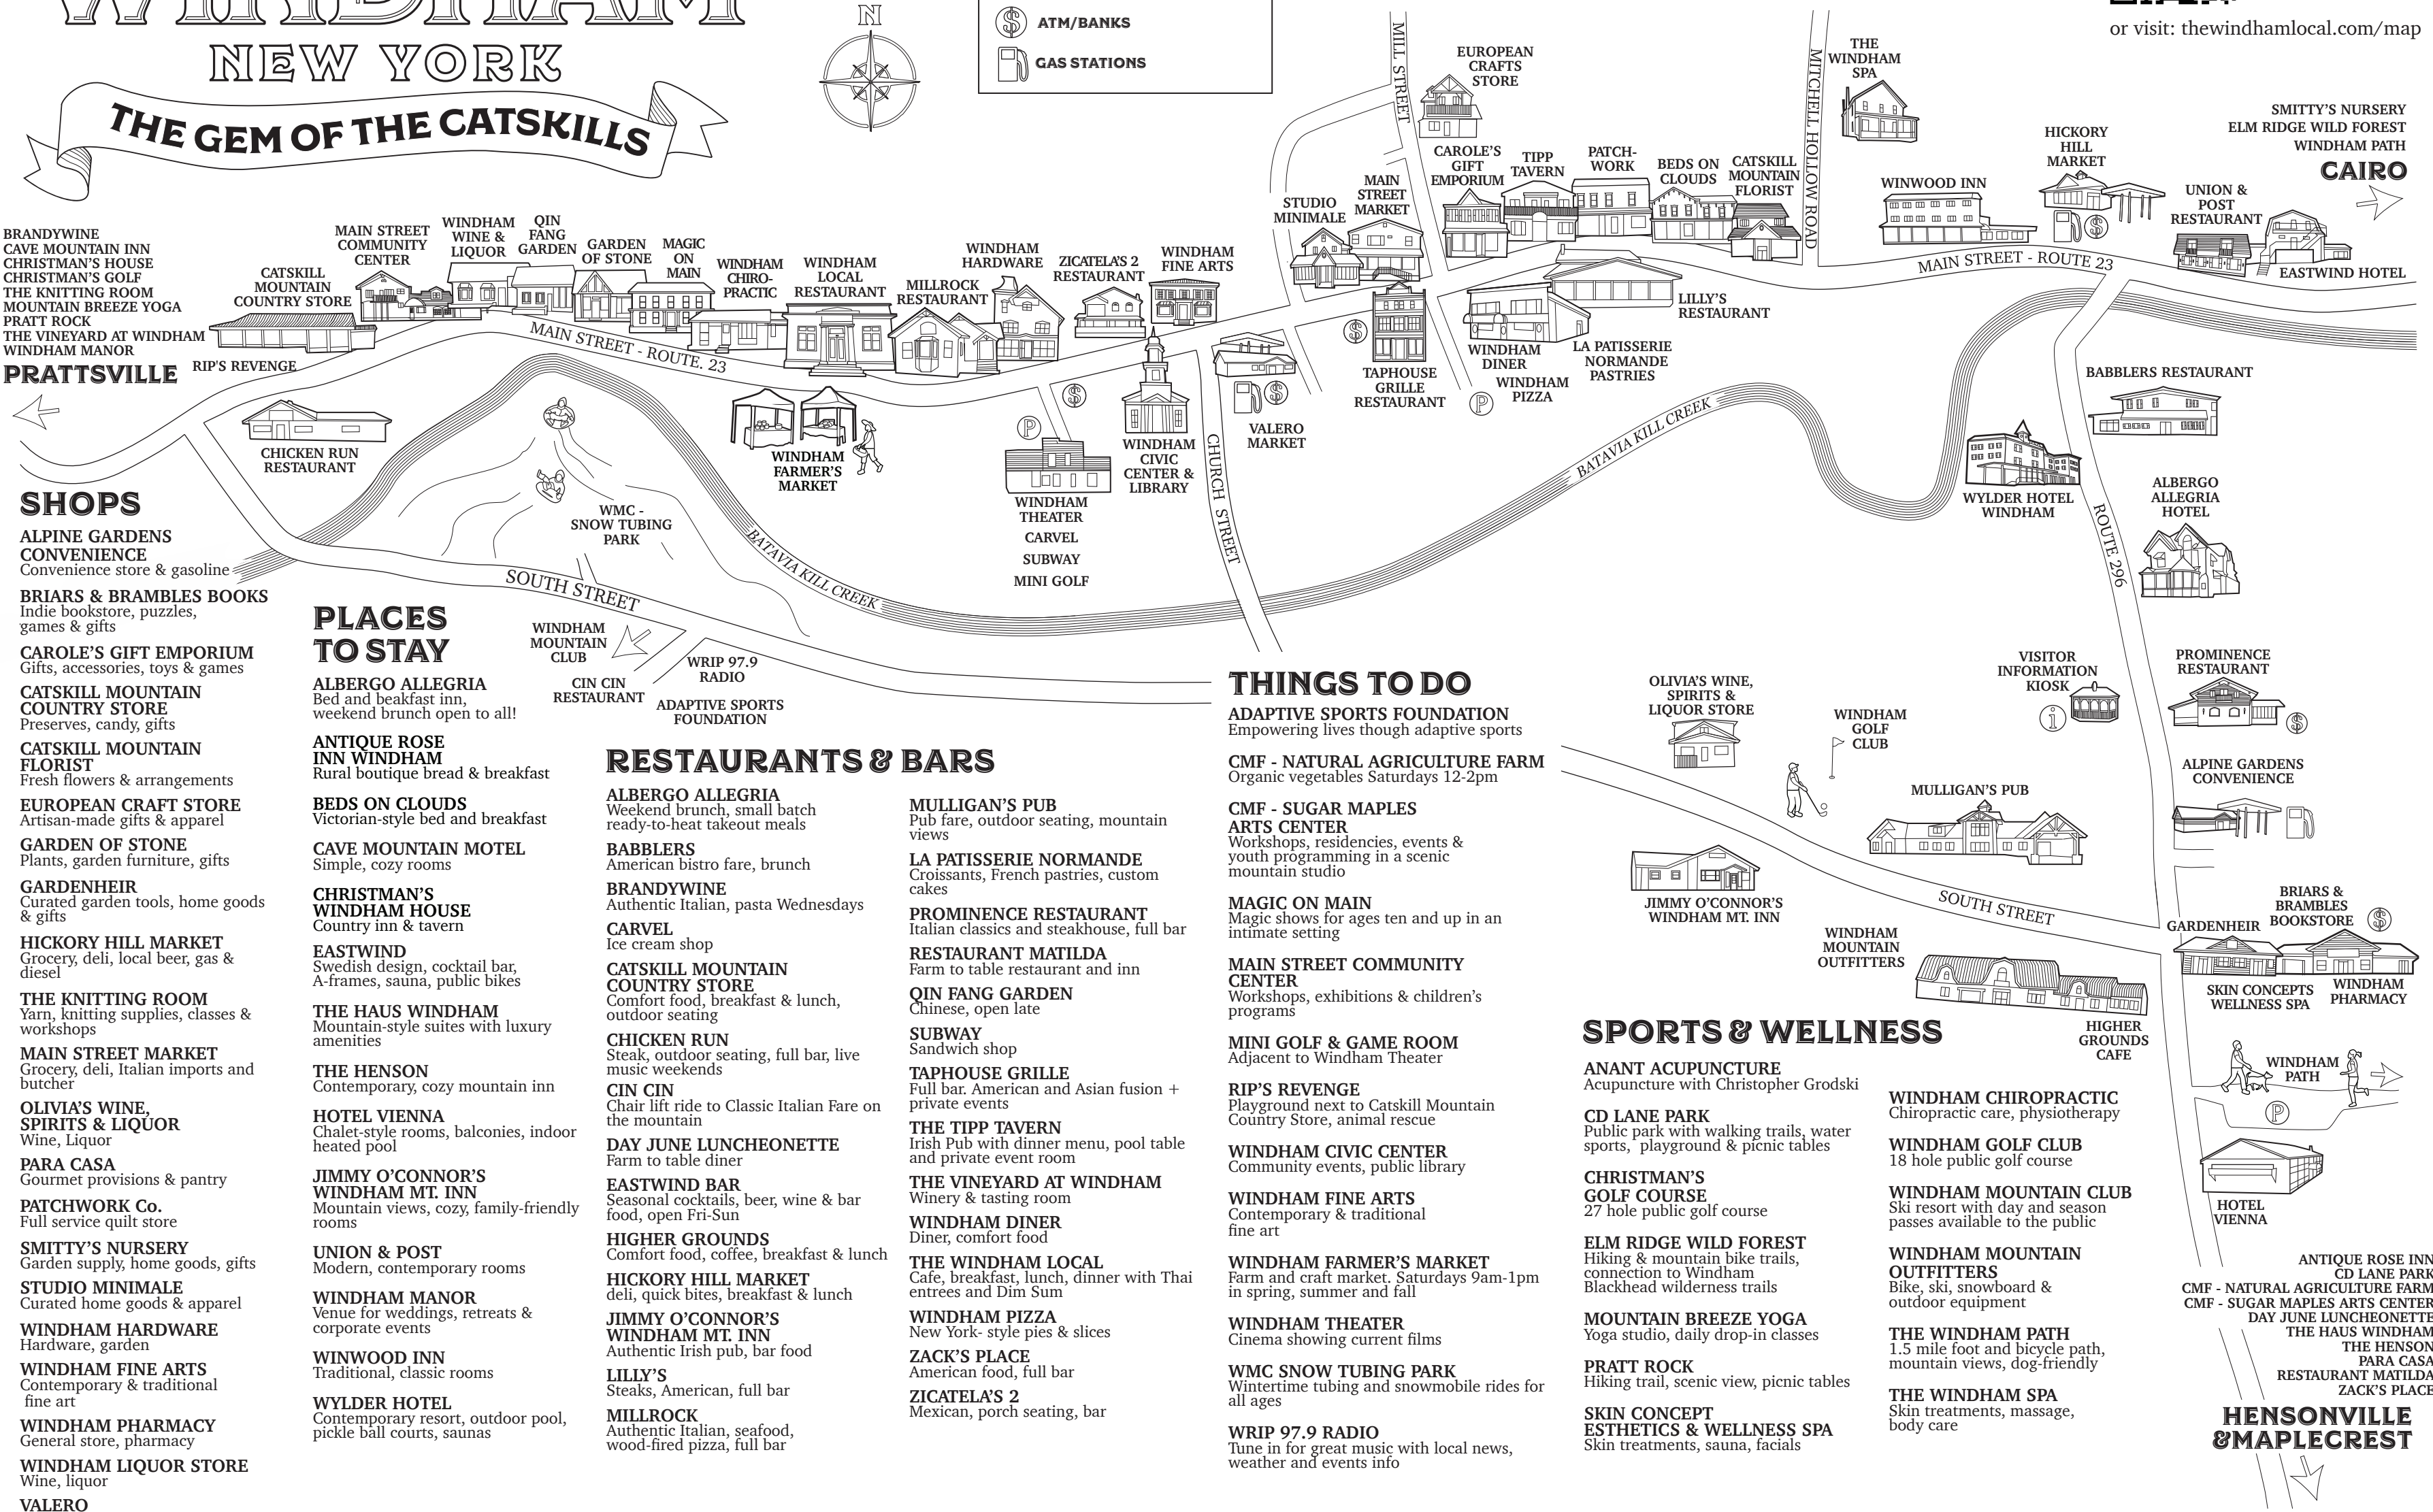 WINDHAM
NEW YORK
THE GEM OF THE CATSKILLS
N
ATM/BANKS
GAS STATIONS
or visit: thewindhamlocal.com/map
MILL STREET
EUROPEAN
CRAFTS
STORE
MITCHELL HOLLOW ROAD
THE
WINDHAM
SPA
SMITTY'S NURSERY
ELM RIDGE WILD FOREST
WINDHAM PATH
CAIRO
HICKORY
HILL
MARKET
$
UNION &
POST
RESTAURANT
EASTWIND HOTEL
WINWOOD INN
MAIN STREET - ROUTE 23
CAROLE'S
GIFT
EMPORIUM
TIPP
TAVERN
PATCH-
WORK
BEDS ON
CLOUDS
CATSKILL
MOUNTAIN
FLORIST
STUDIO
MINIMALE
MAIN
STREET
MARKET
BRANDYWINE
CAVE MOUNTAIN INN
CHRISTMAN'S HOUSE
CHRISTMAN'S GOLF
THE KNITTING ROOM
MOUNTAIN BREEZE YOGA
PRATT ROCK
THE VINEYARD AT WINDHAM
WINDHAM MANOR
PRATTSVILLE
RIP'S REVENGE
CATSKILL
MOUNTAIN
COUNTRY STORE
MAIN STREET
COMMUNITY
CENTER
WINDHAM
WINE &
LIQUOR
QIN
FANG
GARDEN
GARDEN
OF STONE
MAGIC
ON
MAIN
WINDHAM
CHIRO-
PRACTIC
WINDHAM
LOCAL
RESTAURANT
MILLROCK
RESTAURANT
WINDHAM
HARDWARE
ZICATELA'S 2
RESTAURANT
WINDHAM
FINE ARTS
MAIN STREET - ROUTE. 23
CHICKEN RUN
RESTAURANT
WMC -
SNOW TUBING
PARK
WINDHAM
FARMER'S
MARKET
P
$
WINDHAM
THEATER
CARVEL
SUBWAY
MINI GOLF
WINDHAM
CIVIC
CENTER &
LIBRARY
CHURCH STREET
$
VALERO
MARKET
$
TAPHOUSE
GRILLE
RESTAURANT
P
WINDHAM
DINER
WINDHAM
PIZZA
LA PATISSERIE
NORMANDE
PASTRIES
LILLY'S
RESTAURANT
BATAVIA KILL CREEK
BATAVIA KILL CREEK
BABBLERS RESTAURANT
WYLDER HOTEL
WINDHAM
ALBERGO
ALLEGRIA
HOTEL
ROUTE 296
SOUTH STREET
WINDHAM
MOUNTAIN
CLUB
CIN CIN
RESTAURANT
WRIP 97.9
RADIO
ADAPTIVE SPORTS
FOUNDATION
OLIVIA'S WINE,
SPIRITS &
LIQUOR STORE
WINDHAM
GOLF
CLUB
VISITOR
INFORMATION
KIOSK
i
PROMINENCE
RESTAURANT
$
ALPINE GARDENS
CONVENIENCE
MULLIGAN'S PUB
JIMMY O'CONNOR'S
WINDHAM MT. INN
SOUTH STREET
WINDHAM
MOUNTAIN
OUTFITTERS
HIGHER
GROUNDS
CAFE
GARDENHEIR
BRIARS &
BRAMBLES
BOOKSTORE
$
SKIN CONCEPTS
WELLNESS SPA
WINDHAM
PHARMACY
WINDHAM
PATH
P
HOTEL
VIENNA
ANTIQUE ROSE INN
CD LANE PARK
CMF - NATURAL AGRICULTURE FARM
CMF - SUGAR MAPLES ARTS CENTER
DAY JUNE LUNCHEONETTE
THE HAUS WINDHAM
THE HENSON
PARA CASA
RESTAURANT MATILDA
ZACK'S PLACE
HENSONVILLE
&MAPLECREST
SHOPS
ALPINE GARDENS
CONVENIENCE
Convenience store & gasoline
BRIARS & BRAMBLES BOOKS
Indie bookstore, puzzles,
games & gifts
CAROLE'S GIFT EMPORIUM
Gifts, accessories, toys & games
CATSKILL MOUNTAIN
COUNTRY STORE
Preserves, candy, gifts
CATSKILL MOUNTAIN
FLORIST
Fresh flowers & arrangements
EUROPEAN CRAFT STORE
Artisan-made gifts & apparel
GARDEN OF STONE
Plants, garden furniture, gifts
GARDENHEIR
Curated garden tools, home goods
& gifts
HICKORY HILL MARKET
Grocery, deli, local beer, gas &
diesel
THE KNITTING ROOM
Yarn, knitting supplies, classes &
workshops
MAIN STREET MARKET
Grocery, deli, Italian imports and
butcher
OLIVIA'S WINE,
SPIRITS & LIQUOR
Wine, Liquor
PARA CASA
Gourmet provisions & pantry
PATCHWORK Co.
Full service quilt store
SMITTY'S NURSERY
Garden supply, home goods, gifts
STUDIO MINIMALE
Curated home goods & apparel
WINDHAM HARDWARE
Hardware, garden
WINDHAM FINE ARTS
Contemporary & traditional
fine art
WINDHAM PHARMACY
General store, pharmacy
WINDHAM LIQUOR STORE
Wine, liquor
VALERO
PLACES
TO STAY
ALBERGO ALLEGRIA
Bed and beakfast inn,
weekend brunch open to all!
ANTIQUE ROSE
INN WINDHAM
Rural boutique bread & breakfast
BEDS ON CLOUDS
Victorian-style bed and breakfast
CAVE MOUNTAIN MOTEL
Simple, cozy rooms
CHRISTMAN'S
WINDHAM HOUSE
Country inn & tavern
EASTWIND
Swedish design, cocktail bar,
A-frames, sauna, public bikes
THE HAUS WINDHAM
Mountain-style suites with luxury
amenities
THE HENSON
Contemporary, cozy mountain inn
HOTEL VIENNA
Chalet-style rooms, balconies, indoor
heated pool
JIMMY O'CONNOR'S
WINDHAM MT. INN
Mountain views, cozy, family-friendly
rooms
UNION & POST
Modern, contemporary rooms
WINDHAM MANOR
Venue for weddings, retreats &
corporate events
WINWOOD INN
Traditional, classic rooms
WYLDER HOTEL
Contemporary resort, outdoor pool,
pickle ball courts, saunas
RESTAURANTS & BARS
ALBERGO ALLEGRIA
Weekend brunch, small batch
ready-to-heat takeout meals
BABBLERS
American bistro fare, brunch
BRANDYWINE
Authentic Italian, pasta Wednesdays
CARVEL
Ice cream shop
CATSKILL MOUNTAIN
COUNTRY STORE
Comfort food, breakfast & lunch,
outdoor seating
CHICKEN RUN
Steak, outdoor seating, full bar, live
music weekends
CIN CIN
Chair lift ride to Classic Italian Fare on
the mountain
DAY JUNE LUNCHEONETTE
Farm to table diner
EASTWIND BAR
Seasonal cocktails, beer, wine & bar
food, open Fri-Sun
HIGHER GROUNDS
Comfort food, coffee, breakfast & lunch
HICKORY HILL MARKET
deli, quick bites, breakfast & lunch
JIMMY O'CONNOR'S
WINDHAM MT. INN
Authentic Irish pub, bar food
LILLY'S
Steaks, American, full bar
MILLROCK
Authentic Italian, seafood,
wood-fired pizza, full bar
MULLIGAN'S PUB
Pub fare, outdoor seating, mountain
views
LA PATISSERIE NORMANDE
Croissants, French pastries, custom
cakes
PROMINENCE RESTAURANT
Italian classics and steakhouse, full bar
RESTAURANT MATILDA
Farm to table restaurant and inn
QIN FANG GARDEN
Chinese, open late
SUBWAY
Sandwich shop
TAPHOUSE GRILLE
Full bar. American and Asian fusion +
private events
THE TIPP TAVERN
Irish Pub with dinner menu, pool table
and private event room
THE VINEYARD AT WINDHAM
Winery & tasting room
WINDHAM DINER
Diner, comfort food
THE WINDHAM LOCAL
Cafe, breakfast, lunch, dinner with Thai
entrees and Dim Sum
WINDHAM PIZZA
New York- style pies & slices
ZACK'S PLACE
American food, full bar
ZICATELA'S 2
Mexican, porch seating, bar
THINGS TO DO
ADAPTIVE SPORTS FOUNDATION
Empowering lives though adaptive sports
CMF - NATURAL AGRICULTURE FARM
Organic vegetables Saturdays 12-2pm
CMF - SUGAR MAPLES
ARTS CENTER
Workshops, residencies, events &
youth programming in a scenic
mountain studio
MAGIC ON MAIN
Magic shows for ages ten and up in an
intimate setting
MAIN STREET COMMUNITY
CENTER
Workshops, exhibitions & children's
programs
MINI GOLF & GAME ROOM
Adjacent to Windham Theater
RIP'S REVENGE
Playground next to Catskill Mountain
Country Store, animal rescue
WINDHAM CIVIC CENTER
Community events, public library
WINDHAM FINE ARTS
Contemporary & traditional
fine art
WINDHAM FARMER'S MARKET
Farm and craft market. Saturdays 9am-1pm
in spring, summer and fall
WINDHAM THEATER
Cinema showing current films
WMC SNOW TUBING PARK
Wintertime tubing and snowmobile rides for
all ages
WRIP 97.9 RADIO
Tune in for great music with local news,
weather and events info
SPORTS & WELLNESS
ANANT ACUPUNCTURE
Acupuncture with Christopher Grodski
CD LANE PARK
Public park with walking trails, water
sports, playground & picnic tables
CHRISTMAN'S
GOLF COURSE
27 hole public golf course
ELM RIDGE WILD FOREST
Hiking & mountain bike trails,
connection to Windham
Blackhead wilderness trails
MOUNTAIN BREEZE YOGA
Yoga studio, daily drop-in classes
PRATT ROCK
Hiking trail, scenic view, picnic tables
SKIN CONCEPT
ESTHETICS & WELLNESS SPA
Skin treatments, sauna, facials
WINDHAM CHIROPRACTIC
Chiropractic care, physiotherapy
WINDHAM GOLF CLUB
18 hole public golf course
WINDHAM MOUNTAIN CLUB
Ski resort with day and season
passes available to the public
WINDHAM MOUNTAIN
OUTFITTERS
Bike, ski, snowboard &
outdoor equipment
THE WINDHAM PATH
1.5 mile foot and bicycle path,
mountain views, dog-friendly
THE WINDHAM SPA
Skin treatments, massage,
body care